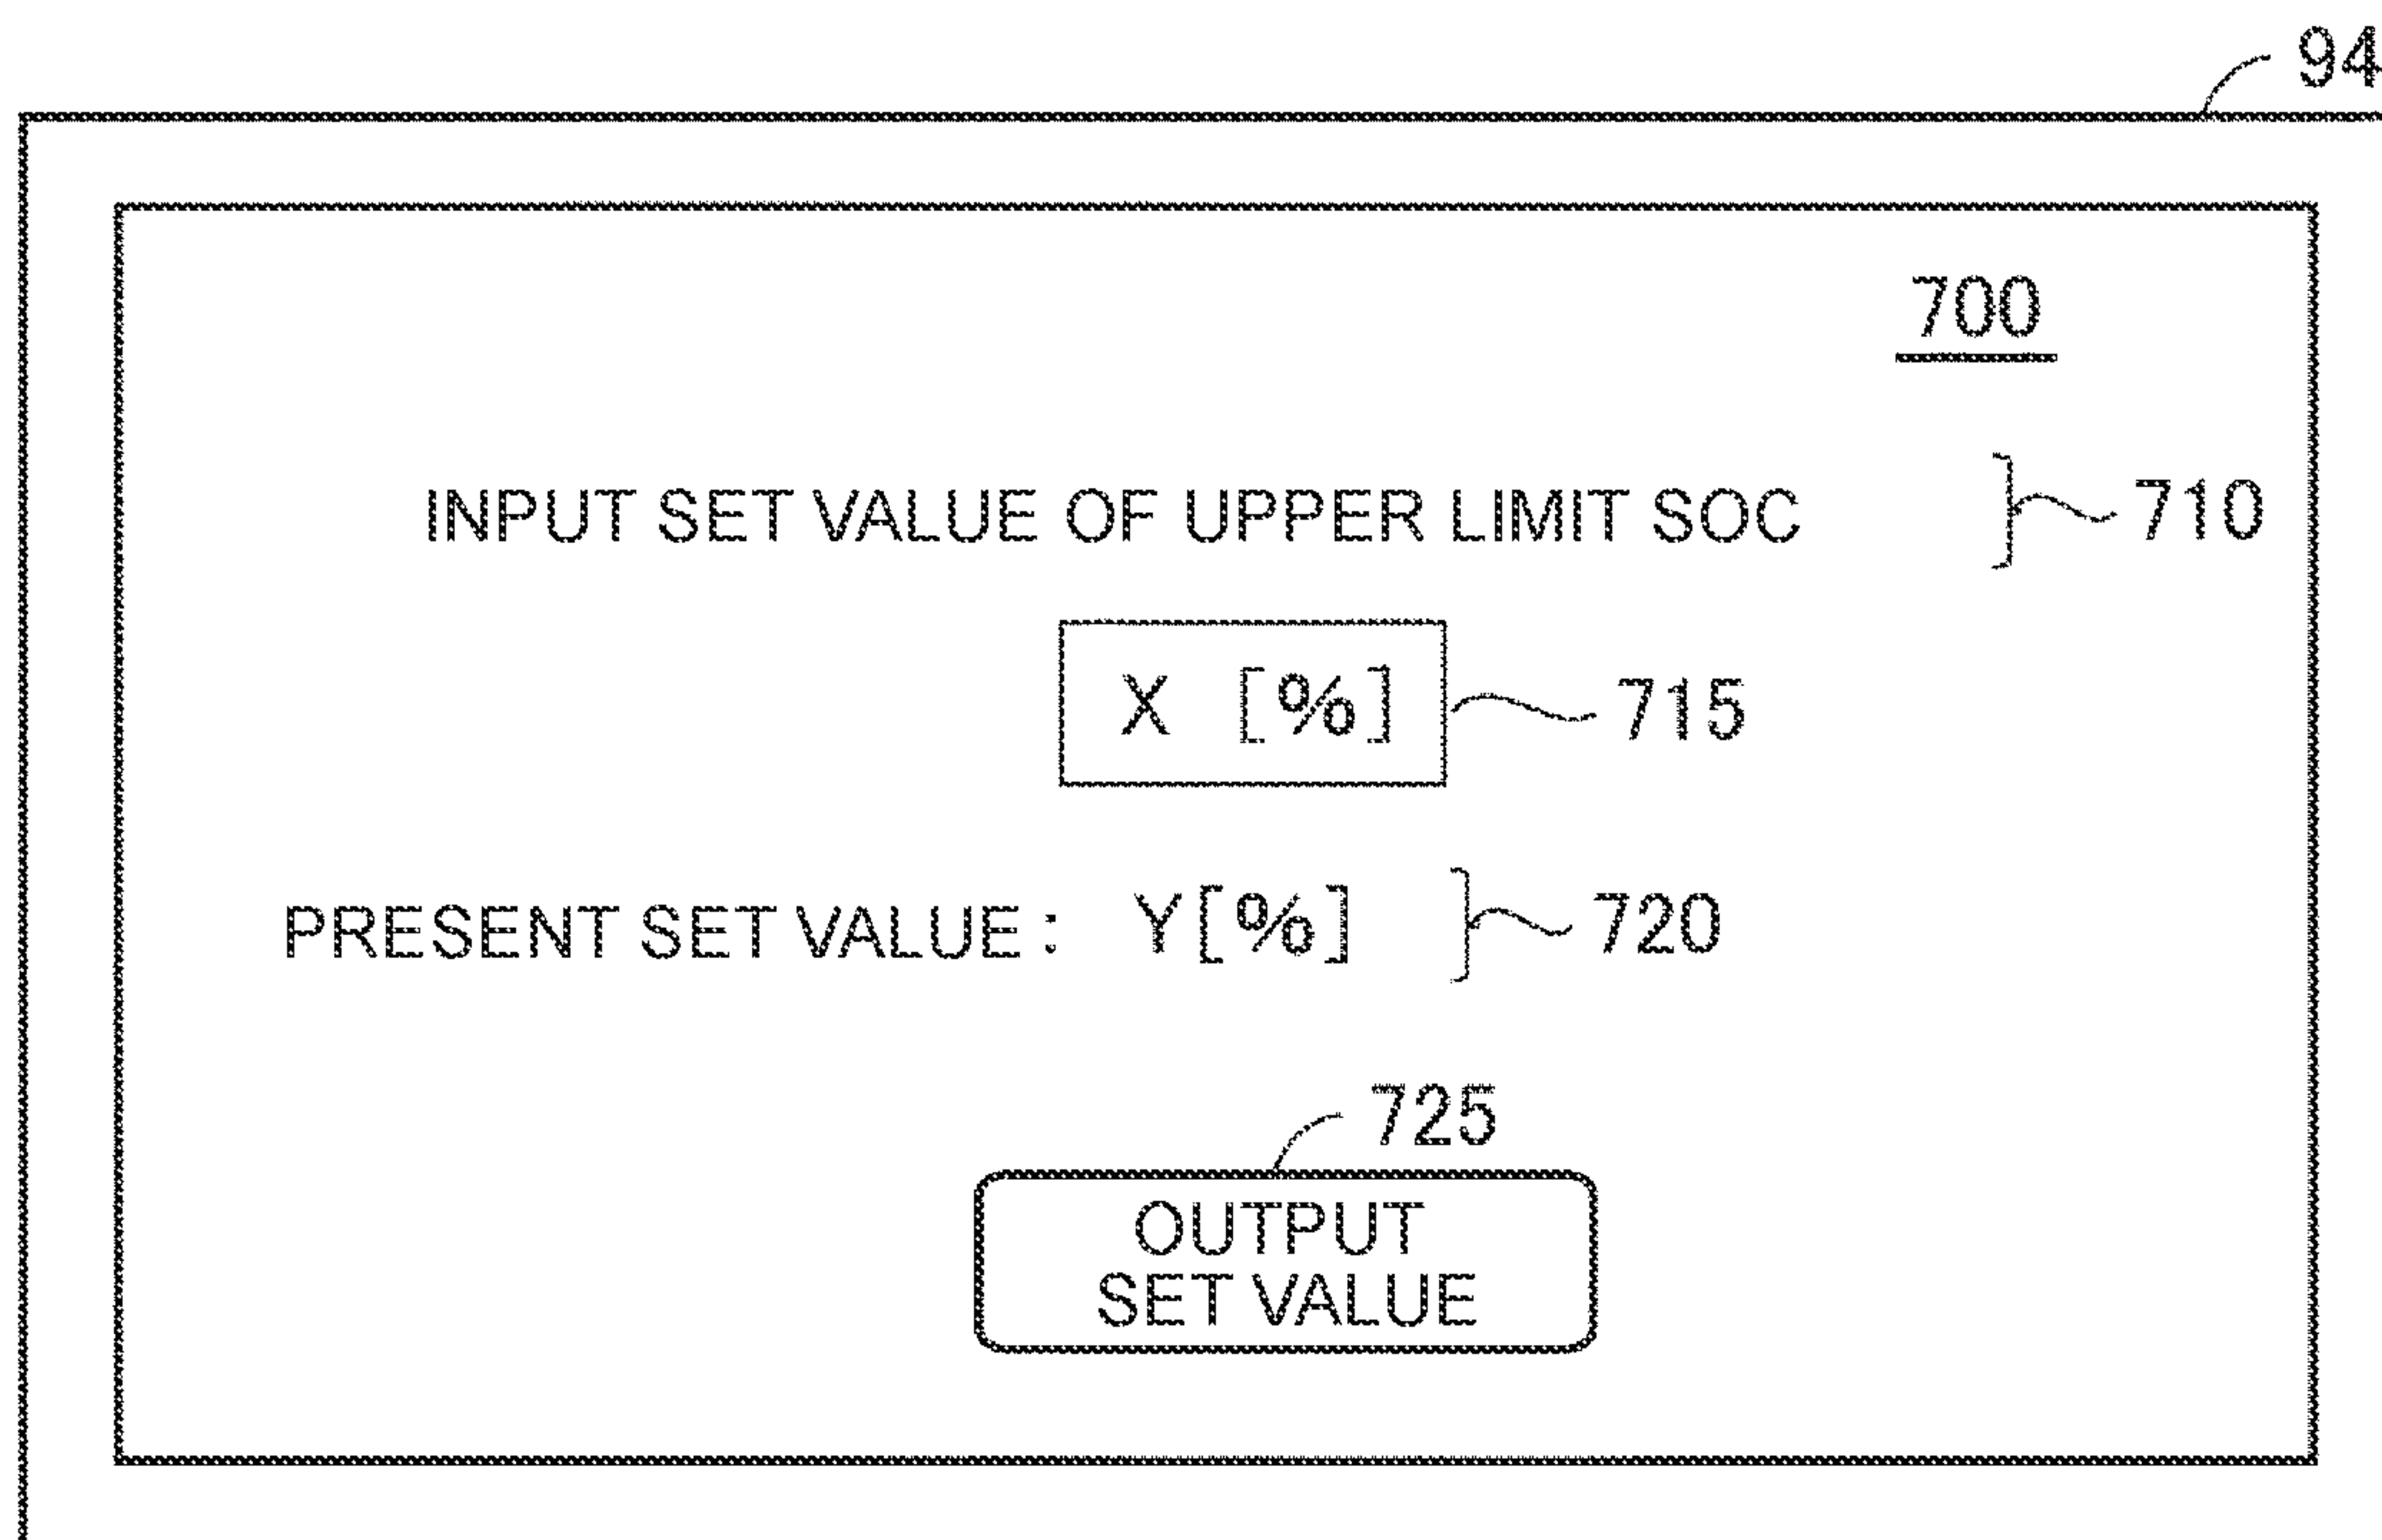 94
700
INPUT SET VALUE OF UPPER LIMIT SOC 710
X [%] 715
PRESENT SET VALUE : Y[%] 720
725
OUTPUT
SET VALUE